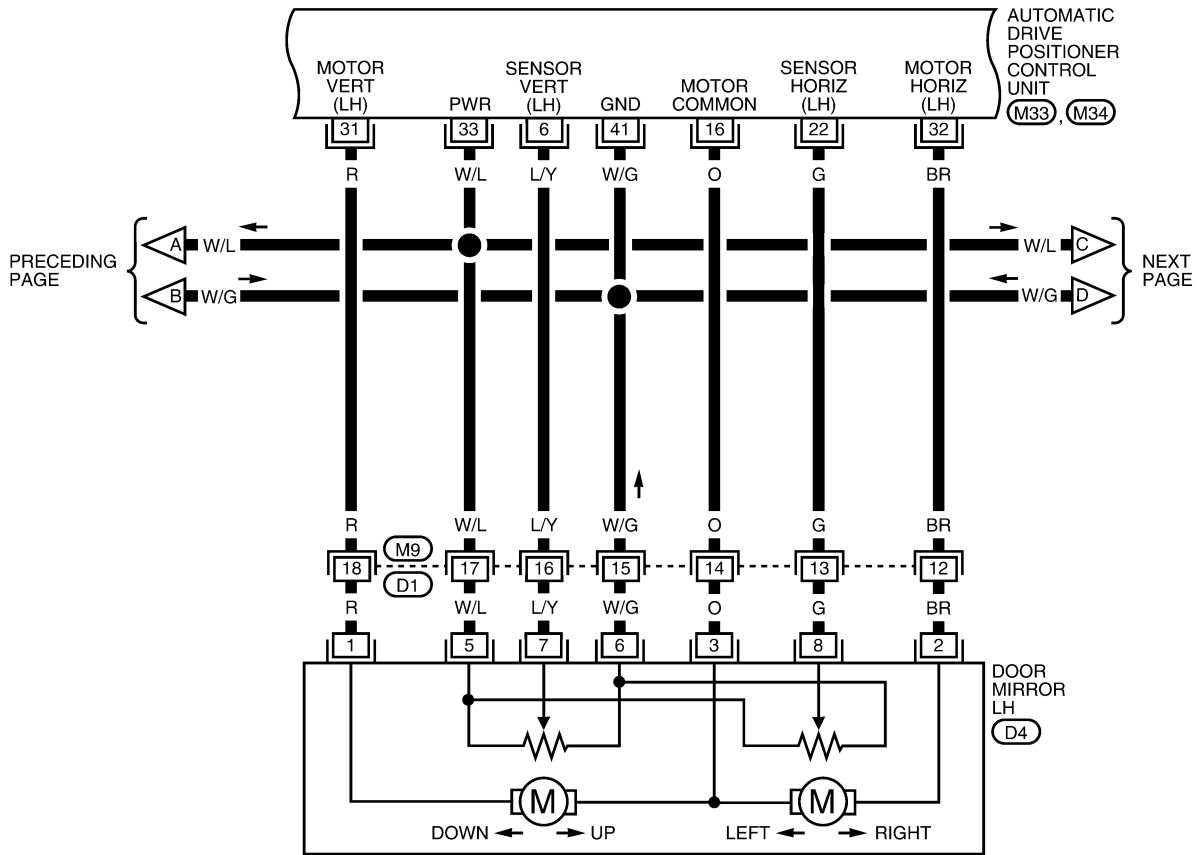 AUTOMATIC
DRIVE
POSITIONER
CONTROL
UNIT
M33 , M34
MOTOR
VERT
(LH)
PWR
SENSOR
VERT
(LH)
GND
MOTOR
COMMON
SENSOR
HORIZ
(LH)
MOTOR
HORIZ
(LH)
31 33 6 41 16 22 32
R W/L L/Y W/G O G BR
PRECEDING
PAGE
A W/L
B W/G
W/L C
W/G D
NEXT
PAGE
R W/L L/Y W/G O G BR
M9
18 17 16 15 14 13 12
D1
R W/L L/Y W/G O G BR
1 5 7 6 3 8 2
DOOR
MIRROR
LH
D4
M M
DOWN UP LEFT RIGHT